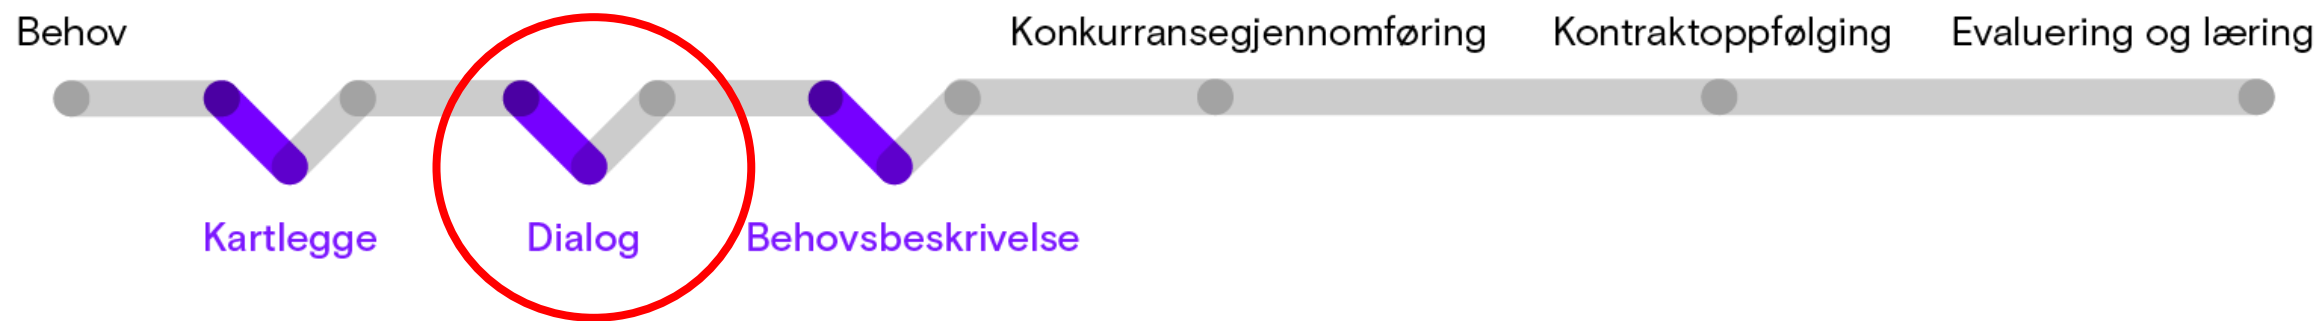 Behov
Konkurransegjennomføring
Kontraktoppfølging
Evaluering og læring
Kartlegge
Dialog
Behovsbeskrivelse